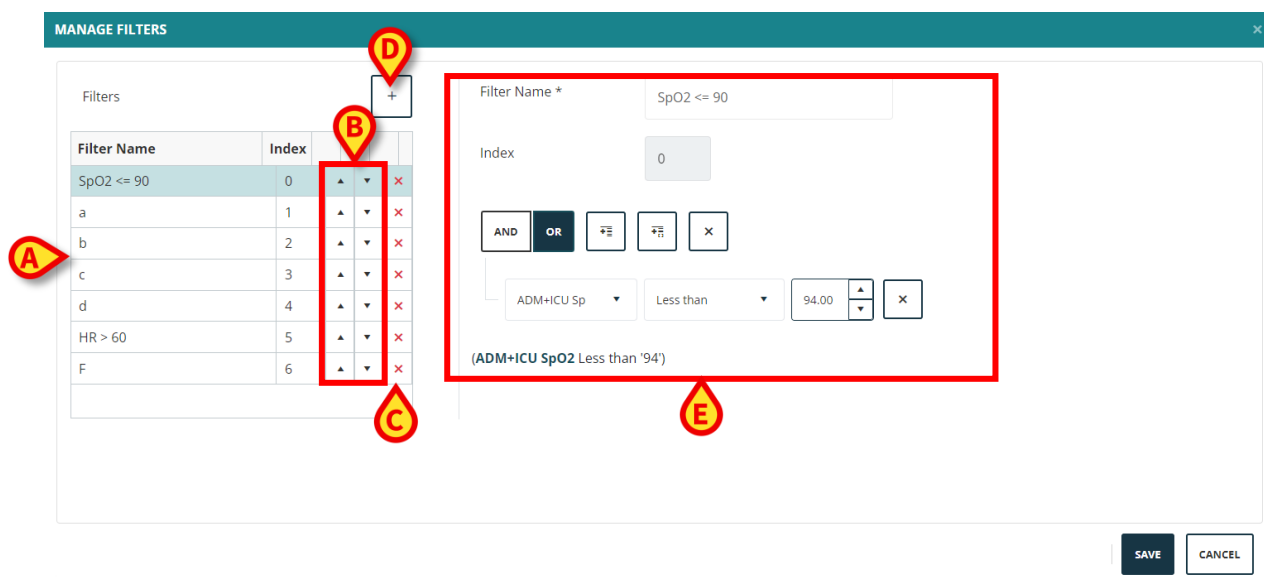 MANAGE FILTERS ×
D
Filters +
Filter Name * SpO2 <= 90
B
Filter Name Index
Index 0
SpO2 <= 90 0 ▲ ▼ ×
a 1 ▲ ▼ ×
AND OR ×
b 2 ▲ ▼ ×
A
c 3 ▲ ▼ ×
ADM+ICU Sp ▼ Less than ▼ 94.00 ▲ ▼ ×
d 4 ▲ ▼ ×
HR > 60 5 ▲ ▼ ×
(ADM+ICU SpO2 Less than '94')
F 6 ▲ ▼ ×
C
E
SAVE CANCEL